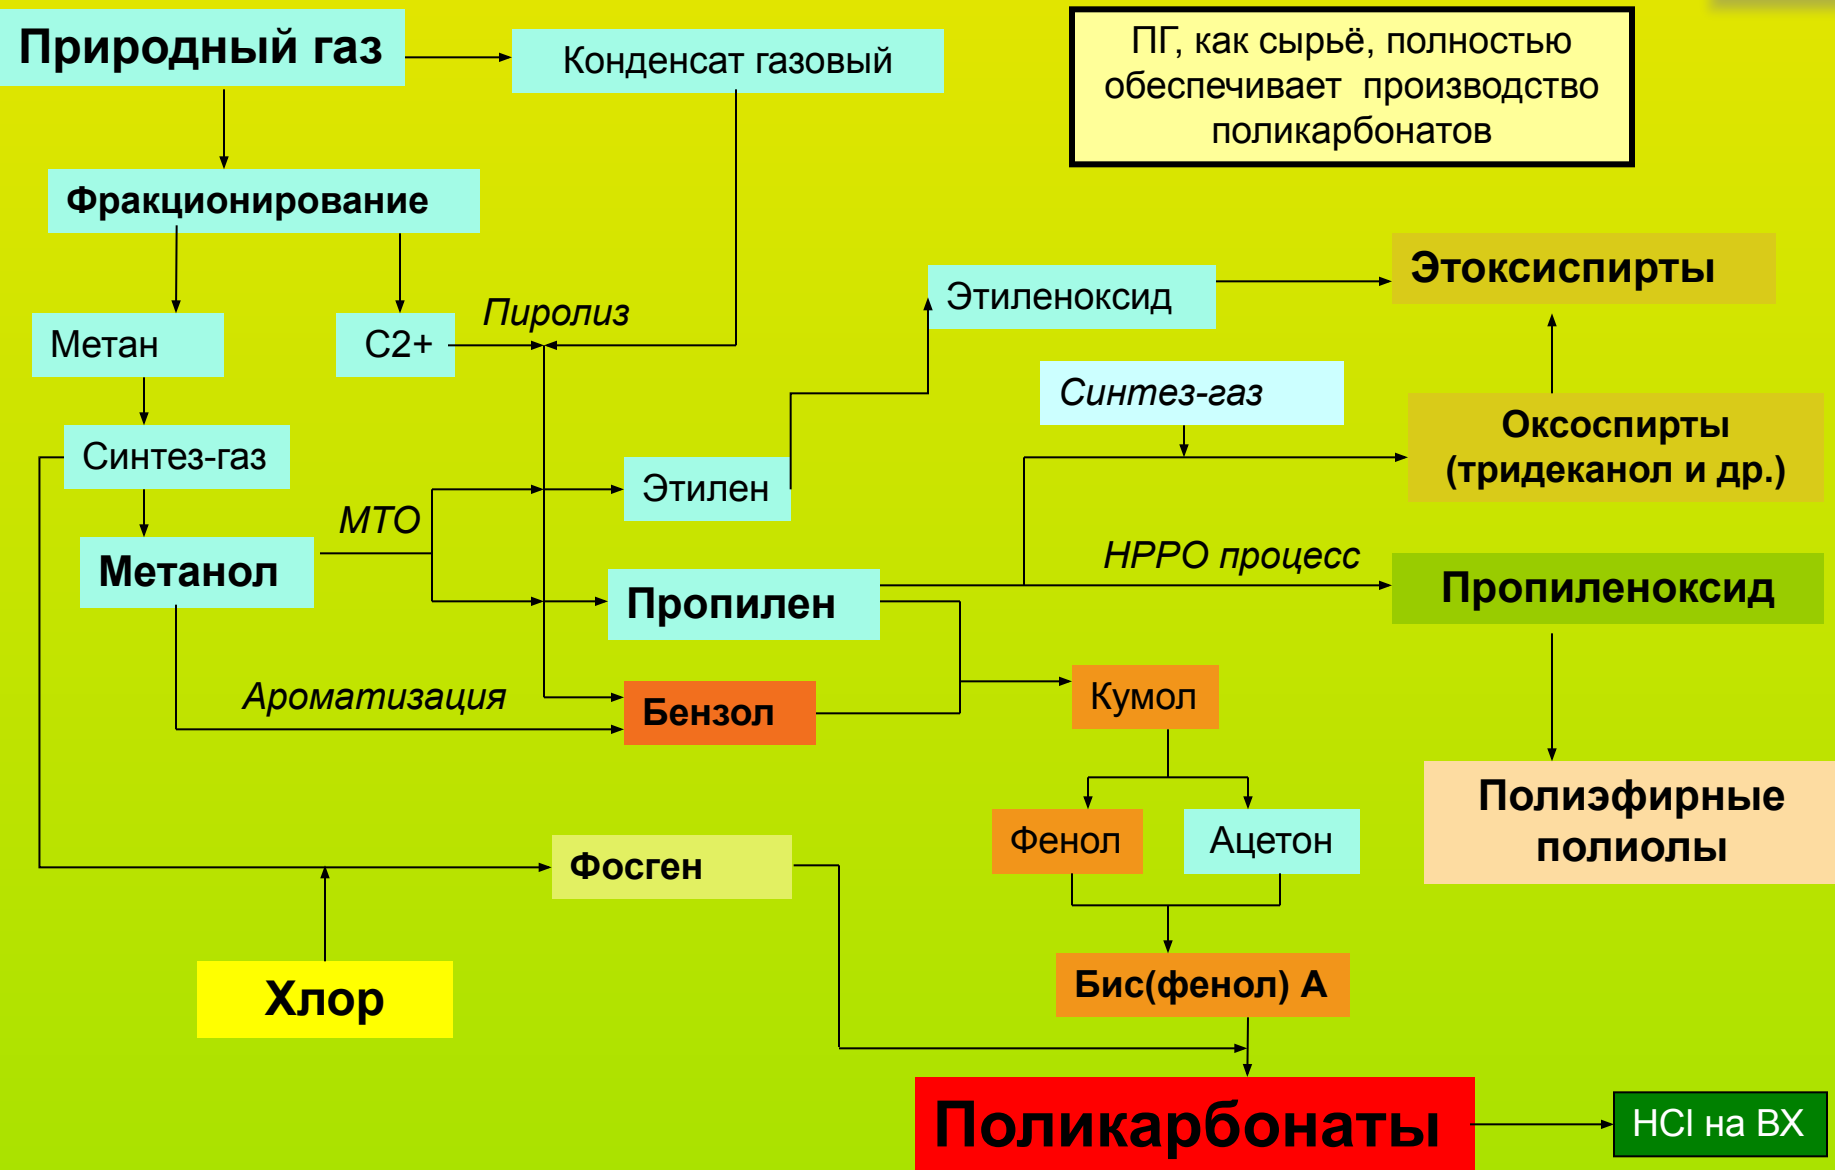 Природный газ
Конденсат газовый
ПГ, как сырьё, полностью
обеспечивает производство
поликарбонатов
Фракционирование
Этоксиспирты
Этиленоксид
Пиролиз
Метан
С2+
Синтез-газ
Оксоспирты
(тридеканол и др.)
Синтез-газ
Этилен
МТО
НРРО процесс
Метанол
Пропилен
Пропиленоксид
Ароматизация
Бензол
Кумол
Полиэфирные
полиолы
Фенол
Ацетон
Фосген
Хлор
Бис(фенол) А
Поликарбонаты
HCl на ВХ